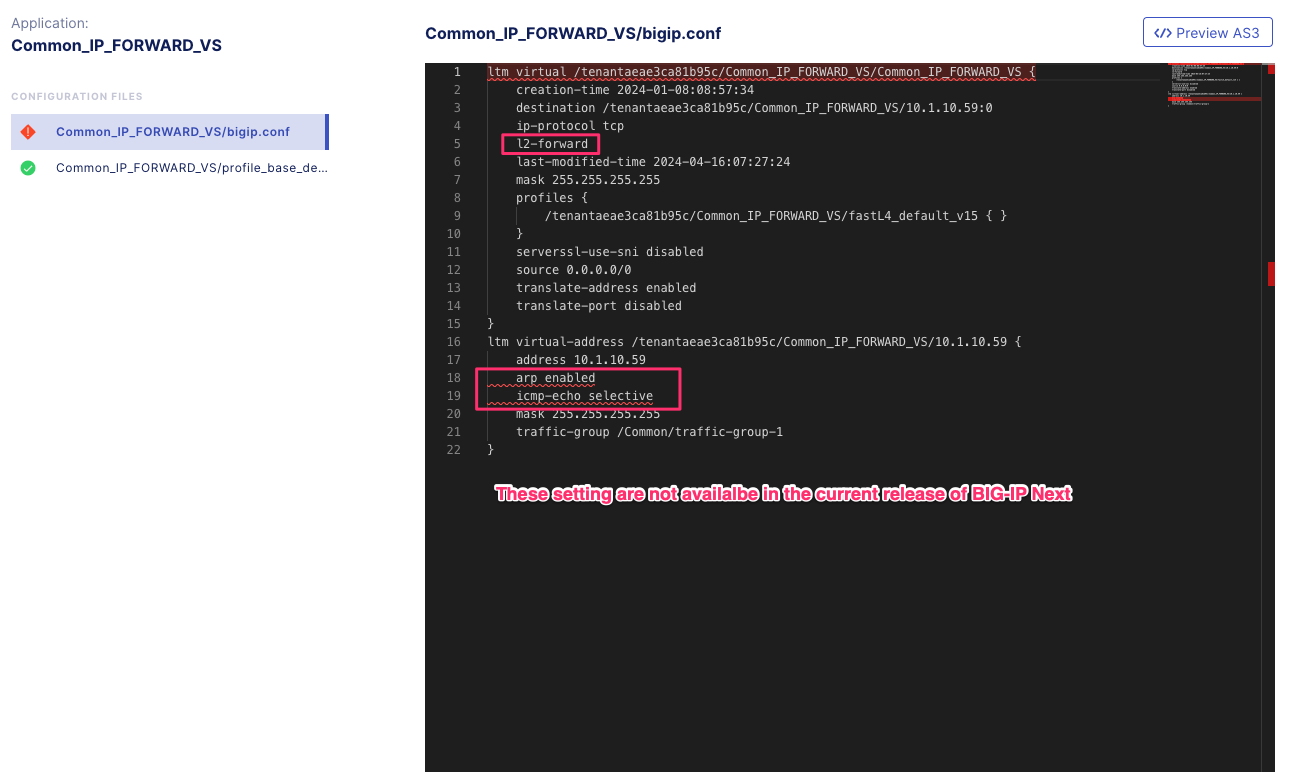 Application:
Common_IP_FORWARD_VS
CONFIGURATION FILES
Common_IP_FORWARD_VS/bigip.conf
Common_IP_FORWARD_VS/profile_base_de...
Common_IP_FORWARD_VS/bigip.conf
</> Preview AS3
1 ltm virtual /tenantaeae3ca81b95c/Common_IP_FORWARD_VS/Common_IP_FORWARD_VS {
2     creation-time 2024-01-08:08:57:34
3     destination /tenantaeae3ca81b95c/Common_IP_FORWARD_VS/10.1.10.59:0
4     ip-protocol tcp
5     l2-forward
6     last-modified-time 2024-04-16:07:27:24
7     mask 255.255.255.255
8     profiles {
9         /tenantaeae3ca81b95c/Common_IP_FORWARD_VS/fastL4_default_v15 { }
10     }
11     serverssl-use-sni disabled
12     source 0.0.0.0/0
13     translate-address enabled
14     translate-port disabled
15 }
16 ltm virtual-address /tenantaeae3ca81b95c/Common_IP_FORWARD_VS/10.1.10.59 {
17     address 10.1.10.59
18     arp enabled
19     icmp-echo selective
20     mask 255.255.255.255
21     traffic-group /Common/traffic-group-1
22 }
These setting are not availalbe in the current release of BIG-IP Next